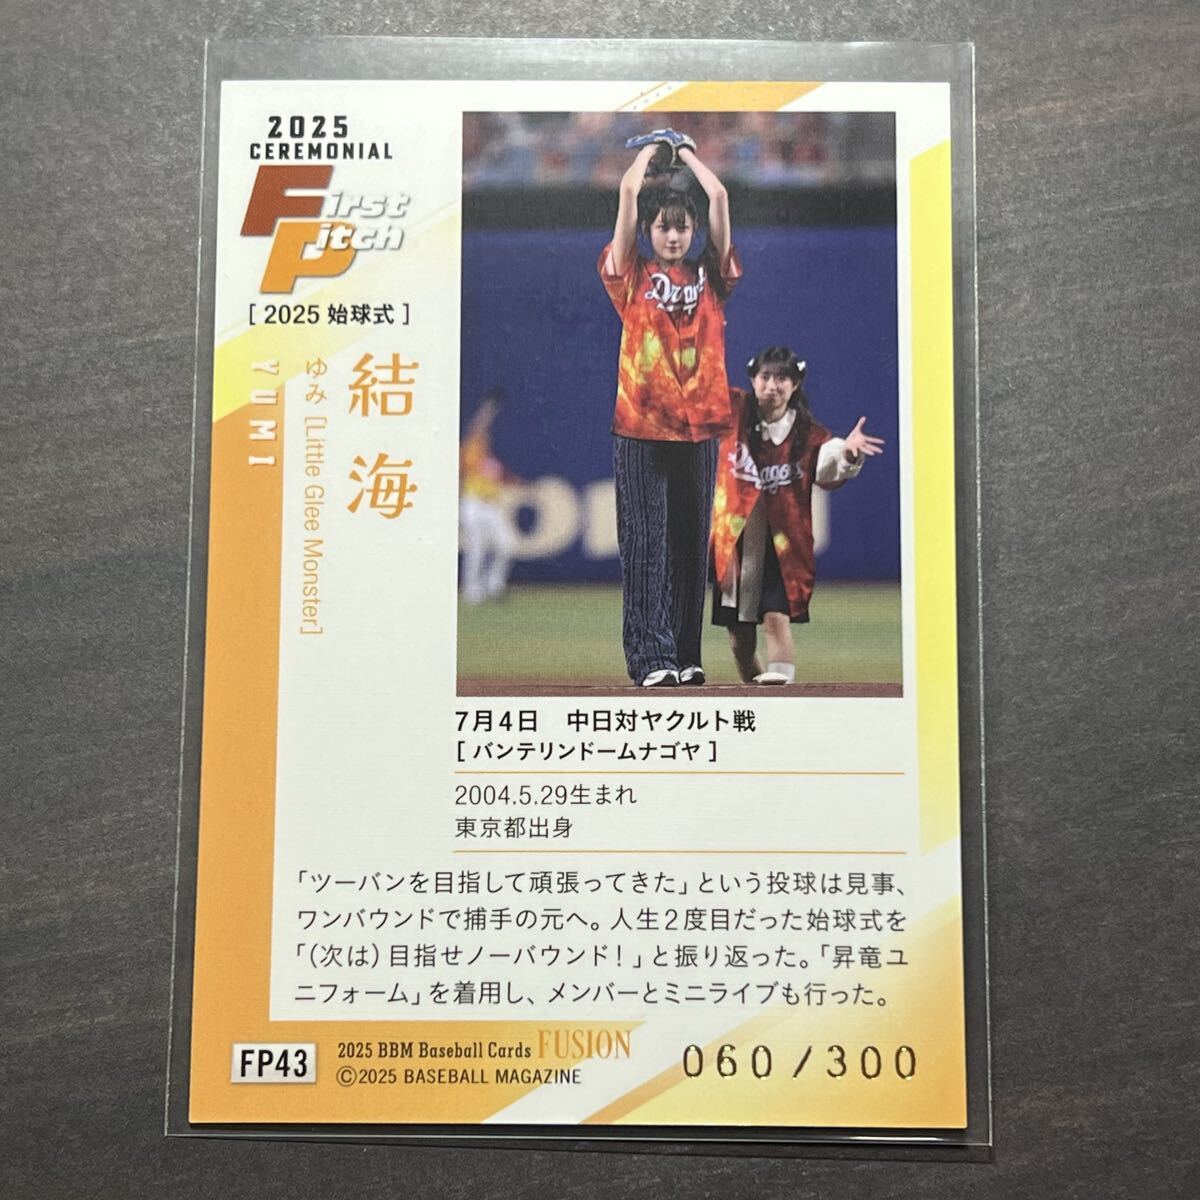 2025
CEREMONIAL
First
Pitch
[ 2025 始球式 ]
結海
ゆみ [Little Glee Monster]
YUMI
Dragons
7月4日　中日対ヤクルト戦
[ バンテリンドームナゴヤ ]
2004.5.29生まれ
東京都出身
「ツーバンを目指して頑張ってきた」という投球は見事、
ワンバウンドで捕手の元へ。人生2度目だった始球式を
「(次は)目指せノーバウンド!」と振り返った。「昇竜ユ
ニフォーム」を着用し、メンバーとミニライブも行った。
FP43
2025 BBM Baseball Cards FUSION
©2025 BASEBALL MAGAZINE
060/300